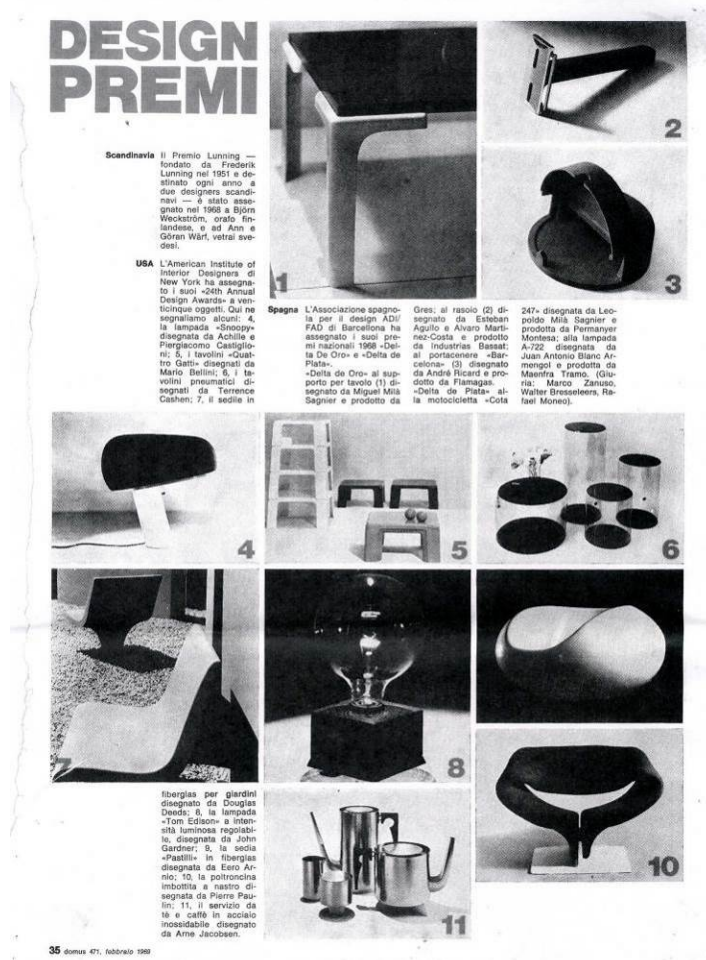 DESIGN
PREMI
Scandinavia Il Premio Lunning —
fondato da Frederik
Lunning nel 1951 e de-
stinato ogni anno a
due designers scandi-
navi — è stato asse-
gnato nel 1968 a Björn
Weckström, orafo fin-
landese, e ad Ann e
Göran Wärf, vetrai sve-
desi.
USA L'American Institute of
Interior Designers di
New York ha assegna-
to i suoi «24th Annual
Design Awards» a ven-
ticinque oggetti. Qui ne
segnaliamo alcuni: 4,
la lampada «Snoopy»
disegnata da Achille e
Piergiacomo Castiglio-
ni; 5, i tavolini «Quat-
tro Gatti» disegnati da
Mario Bellini; 6, i ta-
volini pneumatici di-
segnati da Terrence
Cashen; 7, il sedile in
1
2
3
Spagna L'Associazione spagno-
la per il design ADI/
FAD di Barcellona ha
assegnato i suoi pre-
mi nazionali 1968 «Del-
ta De Oro» e «Delta de
Plata».
«Delta de Oro» al sup-
porto per tavolo (1) di-
segnato da Miguel Milà
Sagnier e prodotto da
Gres; al rasoio (2) di-
segnato da Esteban
Agullo e Alvaro Marti-
nez-Costa e prodotto
da Industrias Bassat;
al portacenere «Bar-
celona» (3) disegnato
da André Ricard e pro-
dotto da Flamagas.
«Delta de Plata» al-
la motocicletta «Cota
247» disegnata da Leo-
poldo Milà Sagnier e
prodotta da Permanyer
Montesa; alla lampada
A-722 disegnata da
Juan Antonio Blanc Ar-
mengol e prodotta da
Maenfra Tramo. (Giu-
ria: Marco Zanuso,
Walter Bresseleers, Ra-
fael Moneo).
4
5
6
7
8
10
fiberglas per giardini
disegnato da Douglas
Deeds; 8, la lampada
«Tom Edison» a inten-
sità luminosa regolabi-
le, disegnata da John
Gardner; 9, la sedia
«Pastilli» in fiberglas
disegnata da Eero Ar-
nio; 10, la poltroncina
imbottita a nastro di-
segnata da Pierre Pau-
lin; 11, il servizio da
tè e caffè in acciaio
inossidabile disegnato
da Arne Jacobsen.
11
35 domus 471, febbraio 1969